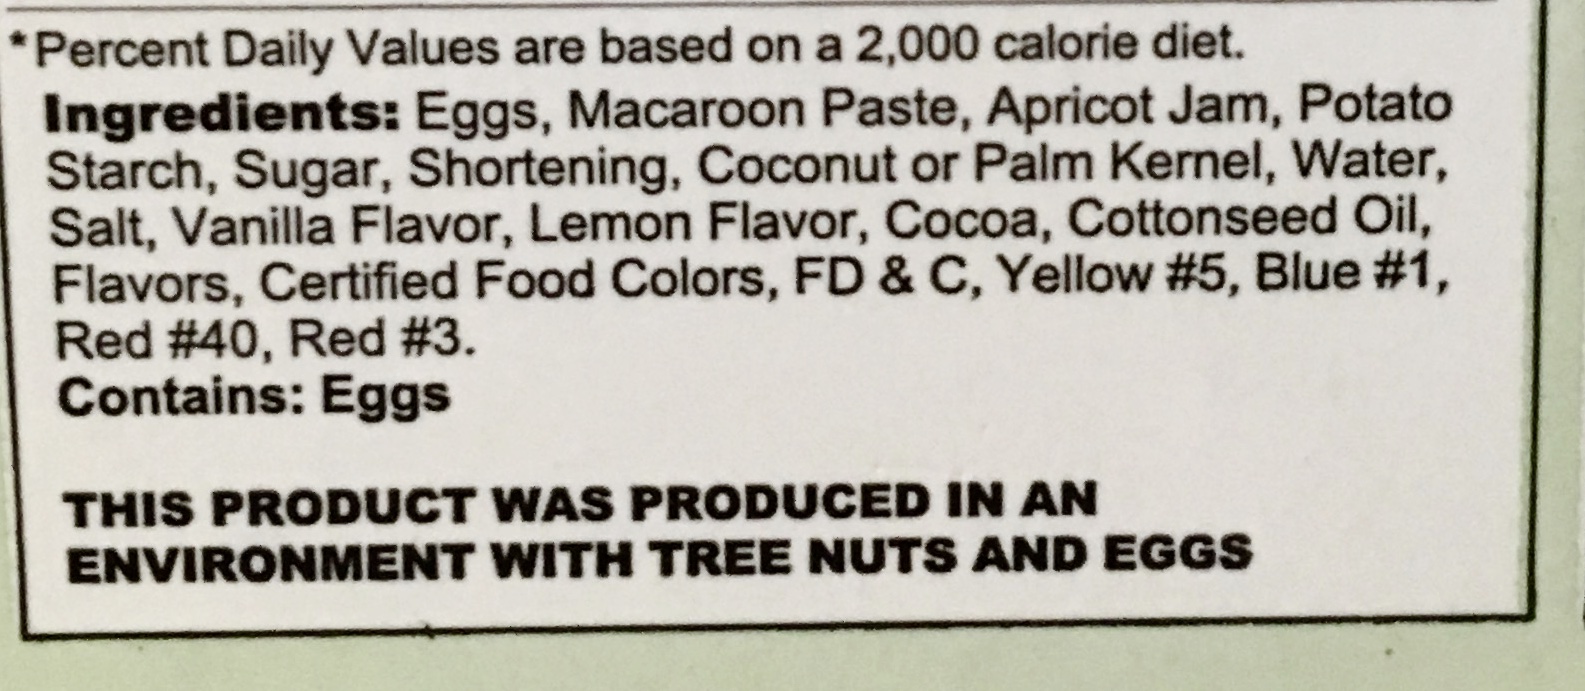 *Percent Daily Values are based on a 2,000 calorie diet.
Ingredients: Eggs, Macaroon Paste, Apricot Jam, Potato
Starch, Sugar, Shortening, Coconut or Palm Kernel, Water,
Salt, Vanilla Flavor, Lemon Flavor, Cocoa, Cottonseed Oil,
Flavors, Certified Food Colors, FD & C, Yellow #5, Blue #1,
Red #40, Red #3.
Contains: Eggs
THIS PRODUCT WAS PRODUCED IN AN
ENVIRONMENT WITH TREE NUTS AND EGGS